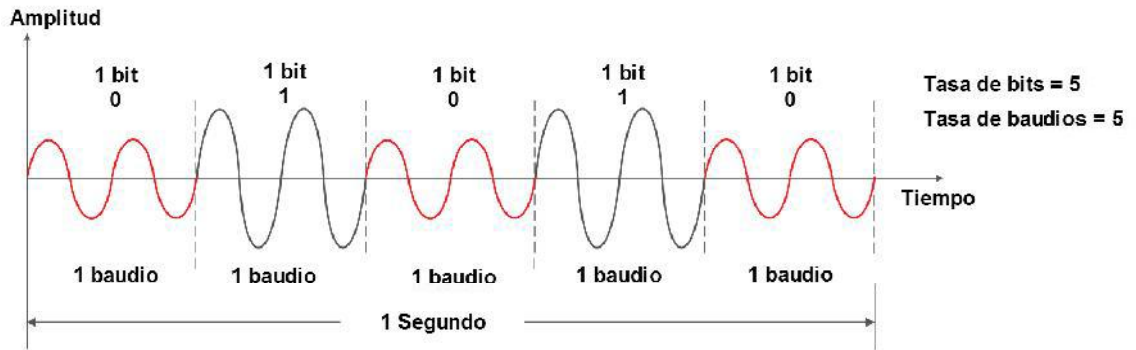 Amplitud
1 bit 1 bit 1 bit 1 bit 1 bit
0 1 0 1 0
Tasa de bits = 5
Tasa de baudios = 5
Tiempo
1 baudio 1 baudio 1 baudio 1 baudio 1 baudio
1 Segundo